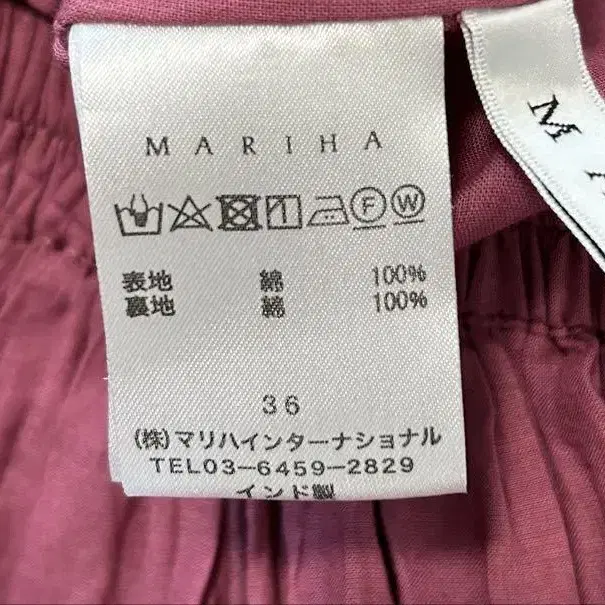 MARIHA
F W
表地 綿 100%
裏地 綿 100%
36
(株)マリハインターナショナル
TEL03-6459-2829
インド製
M A